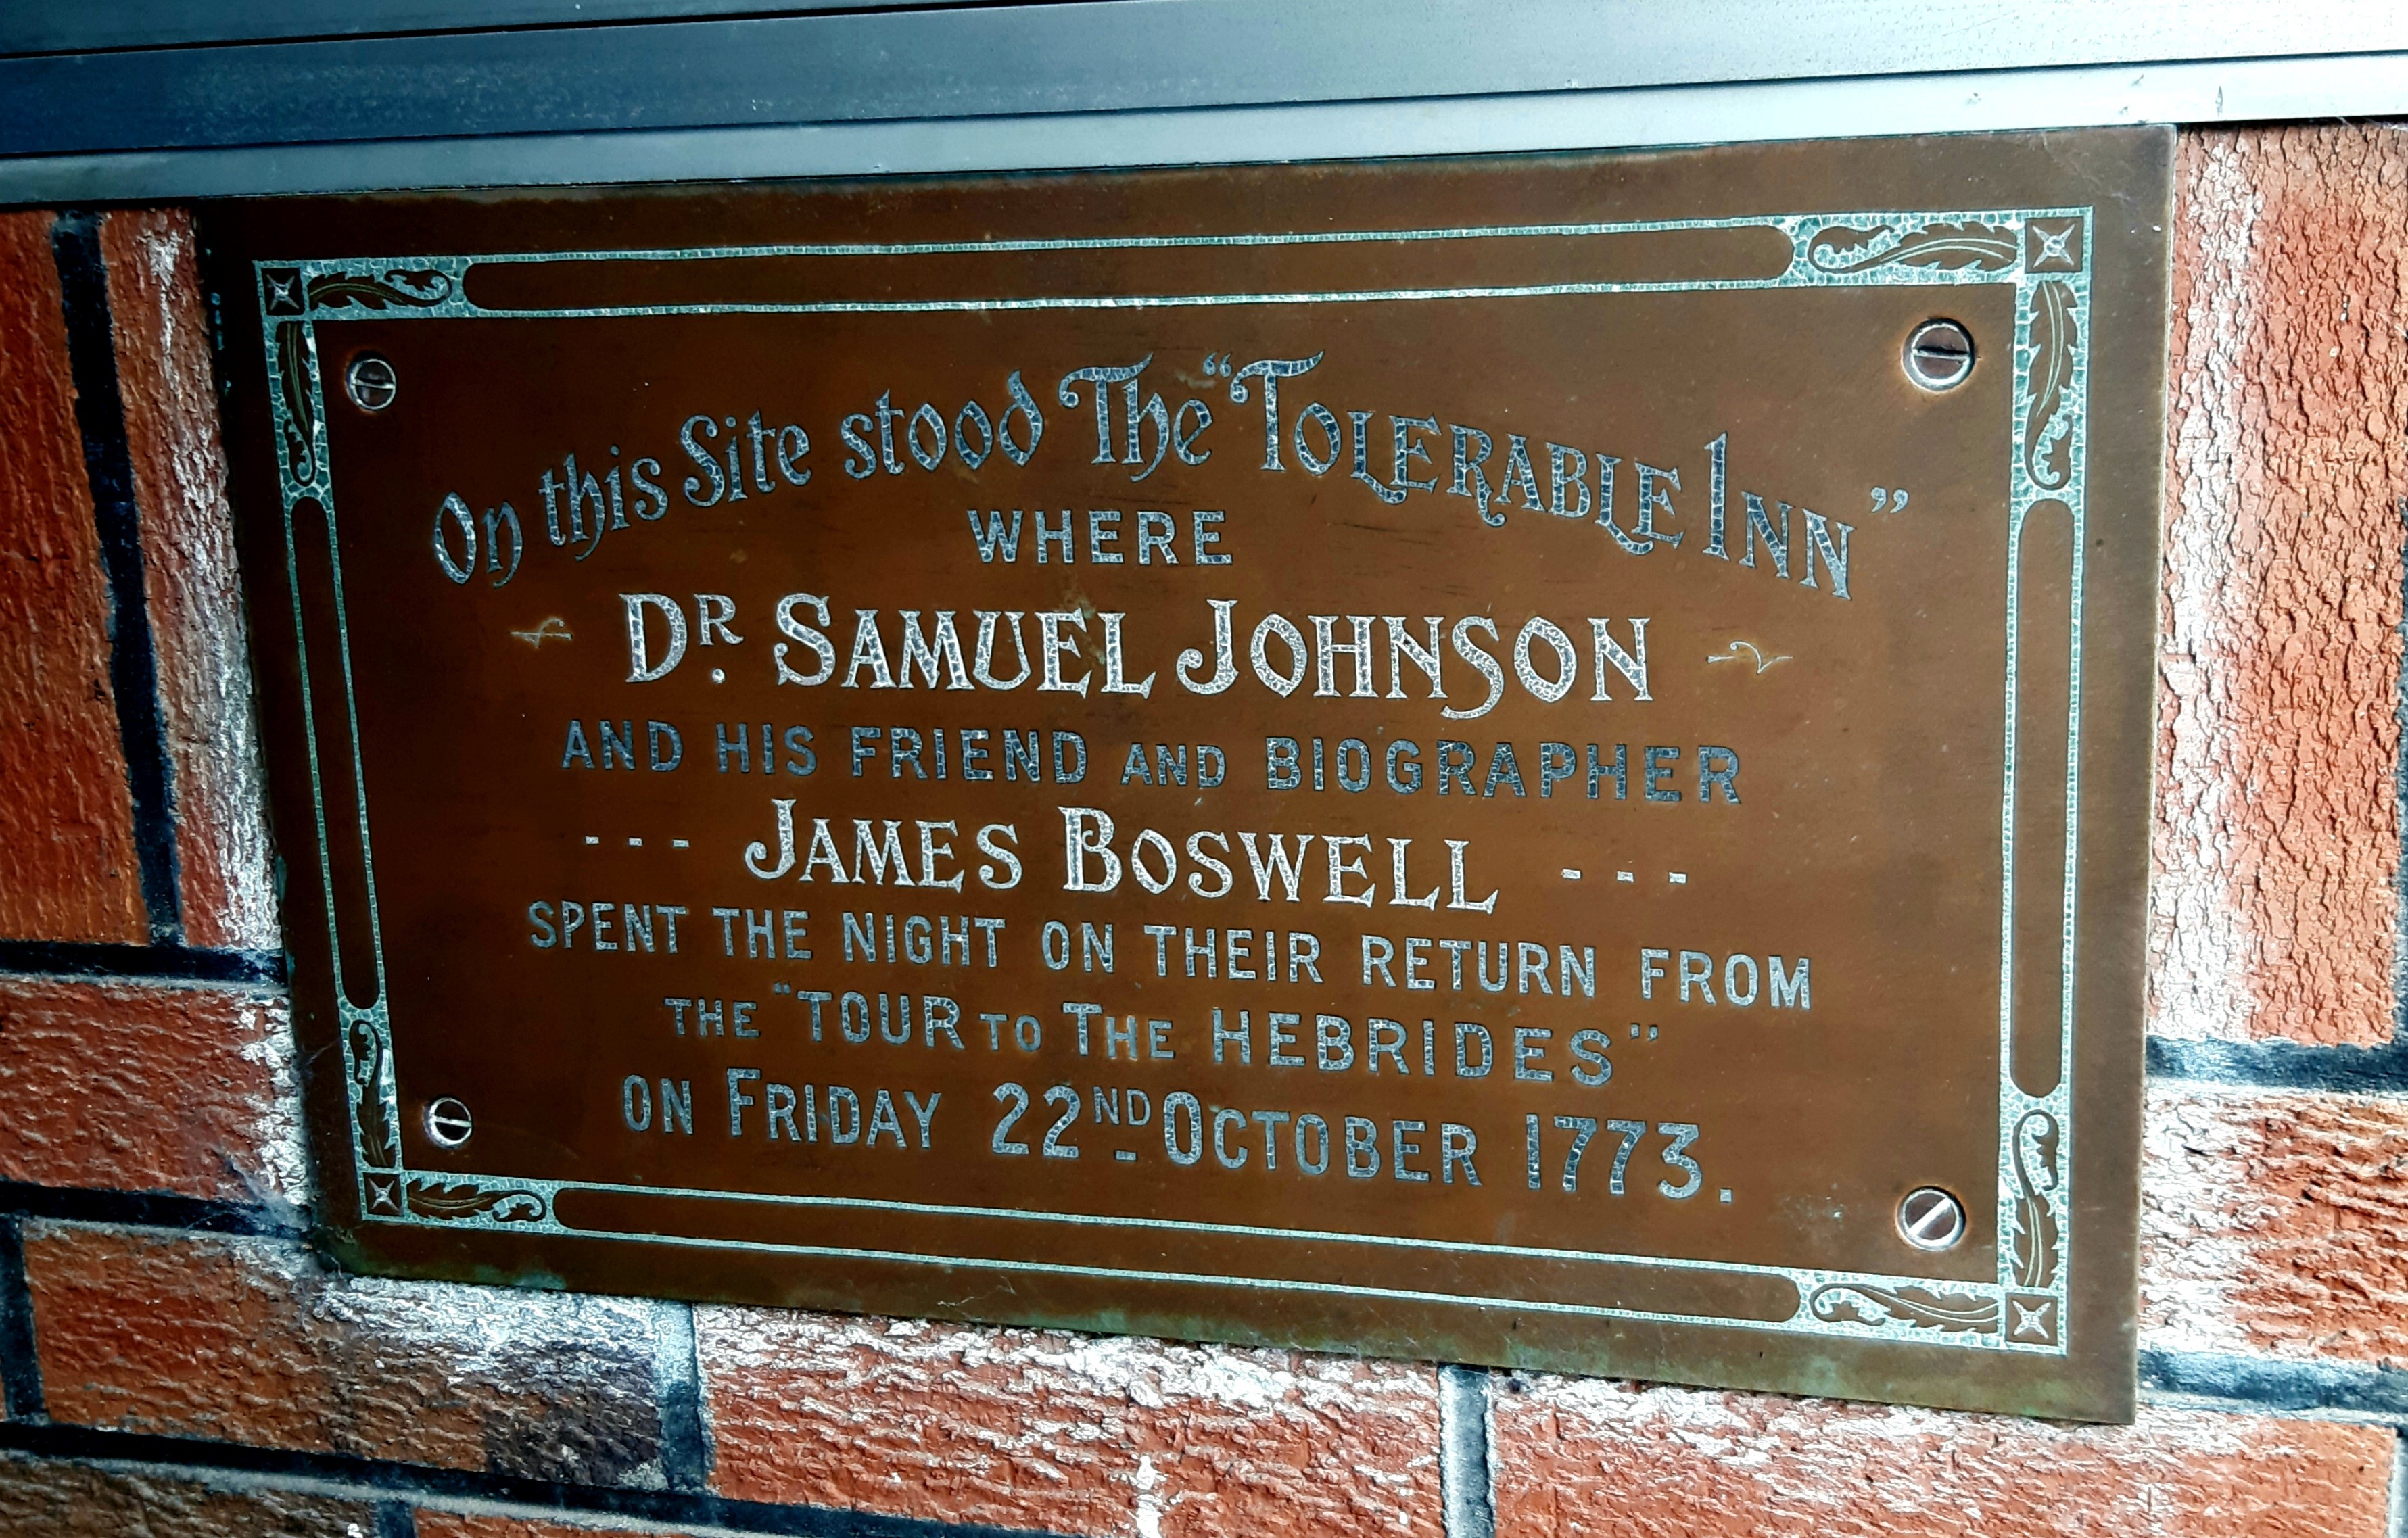 On this Site stood The "Tolerable Inn"
WHERE
DR. SAMUEL JOHNSON
AND HIS FRIEND AND BIOGRAPHER
--- JAMES BOSWELL ---
SPENT THE NIGHT ON THEIR RETURN FROM
THE "TOUR TO THE HEBRIDES"
ON FRIDAY 22ND OCTOBER 1773.